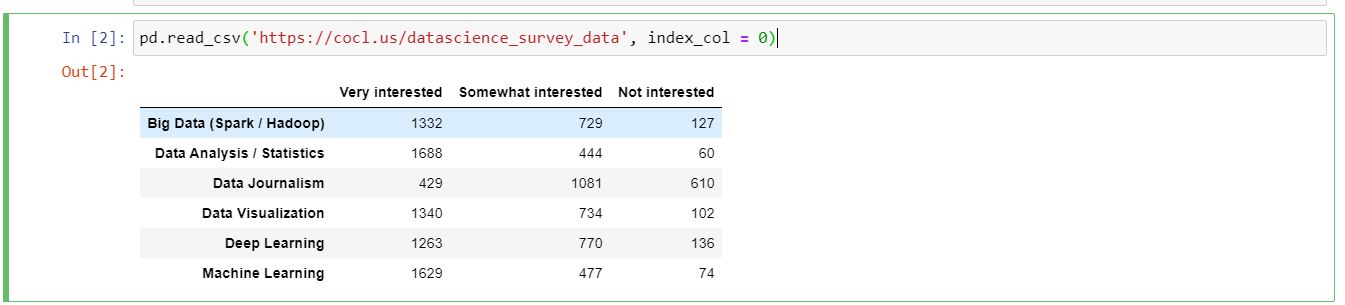 In [2]: pd.read_csv('https://cocl.us/datascience_survey_data', index_col = 0)
Out[2]:
Very interested Somewhat interested Not interested
Big Data (Spark / Hadoop) 1332 729 127
Data Analysis / Statistics 1688 444 60
Data Journalism 429 1081 610
Data Visualization 1340 734 102
Deep Learning 1263 770 136
Machine Learning 1629 477 74